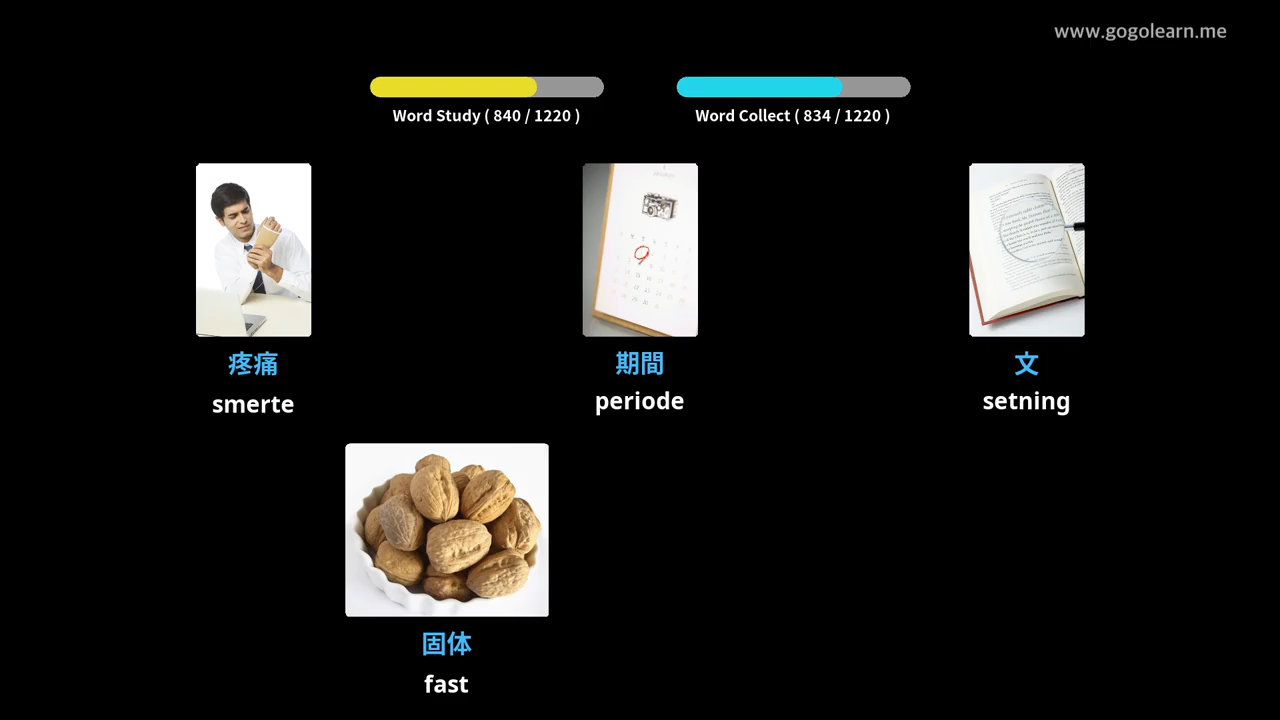 www.gogolearn.me
Word Study ( 840 / 1220 )
Word Collect ( 834 / 1220 )
疼痛
期間
文
smerte
periode
setning
固体
fast